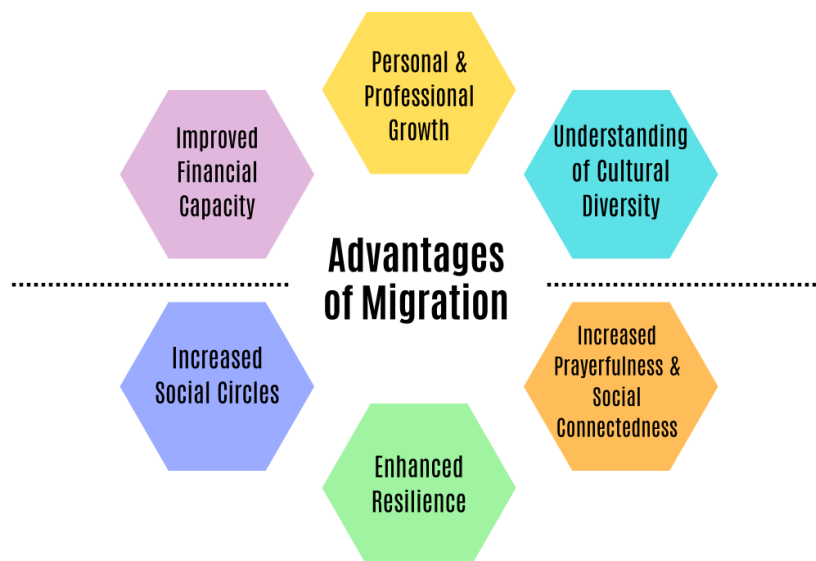 Personal &
Professional
Growth
Improved
Financial
Capacity
Understanding
of Cultural
Diversity
Advantages
of Migration
Increased
Social Circles
Increased
Prayerfulness &
Social
Connectedness
Enhanced
Resilience